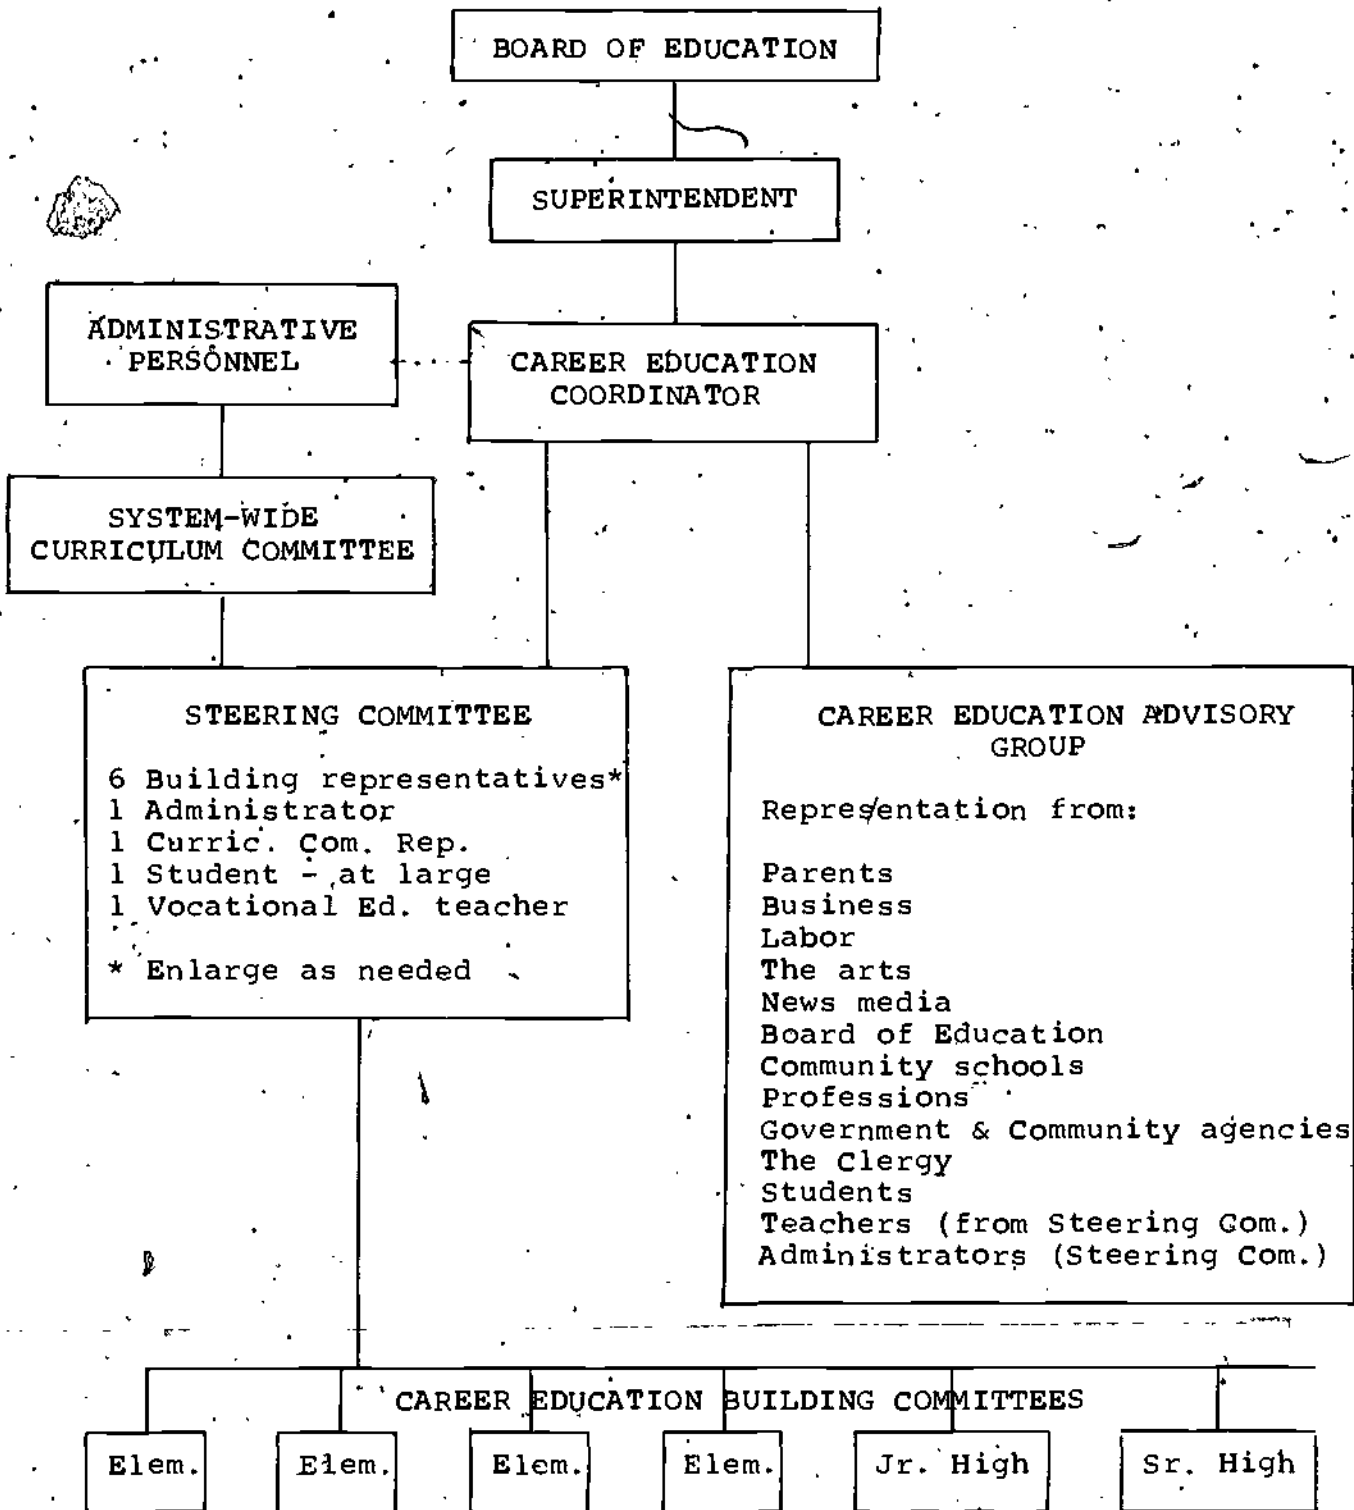 BOARD OF EDUCATION
SUPERINTENDENT
ADMINISTRATIVE
PERSONNEL
CAREER EDUCATION
COORDINATOR
SYSTEM-WIDE
CURRICULUM COMMITTEE
STEERING COMMITTEE
6 Building representatives*
1 Administrator
1 Curric. Com. Rep.
1 Student - at large
1 Vocational Ed. teacher
* Enlarge as needed
CAREER EDUCATION ADVISORY
GROUP
Representation from:
Parents
Business
Labor
The arts
News media
Board of Education
Community schools
Professions
Government & Community agencies
The Clergy
Students
Teachers (from Steering Com.)
Administrators (Steering Com.)
CAREER EDUCATION BUILDING COMMITTEES
Elem.
Elem.
Elem.
Elem.
Jr. High
Sr. High